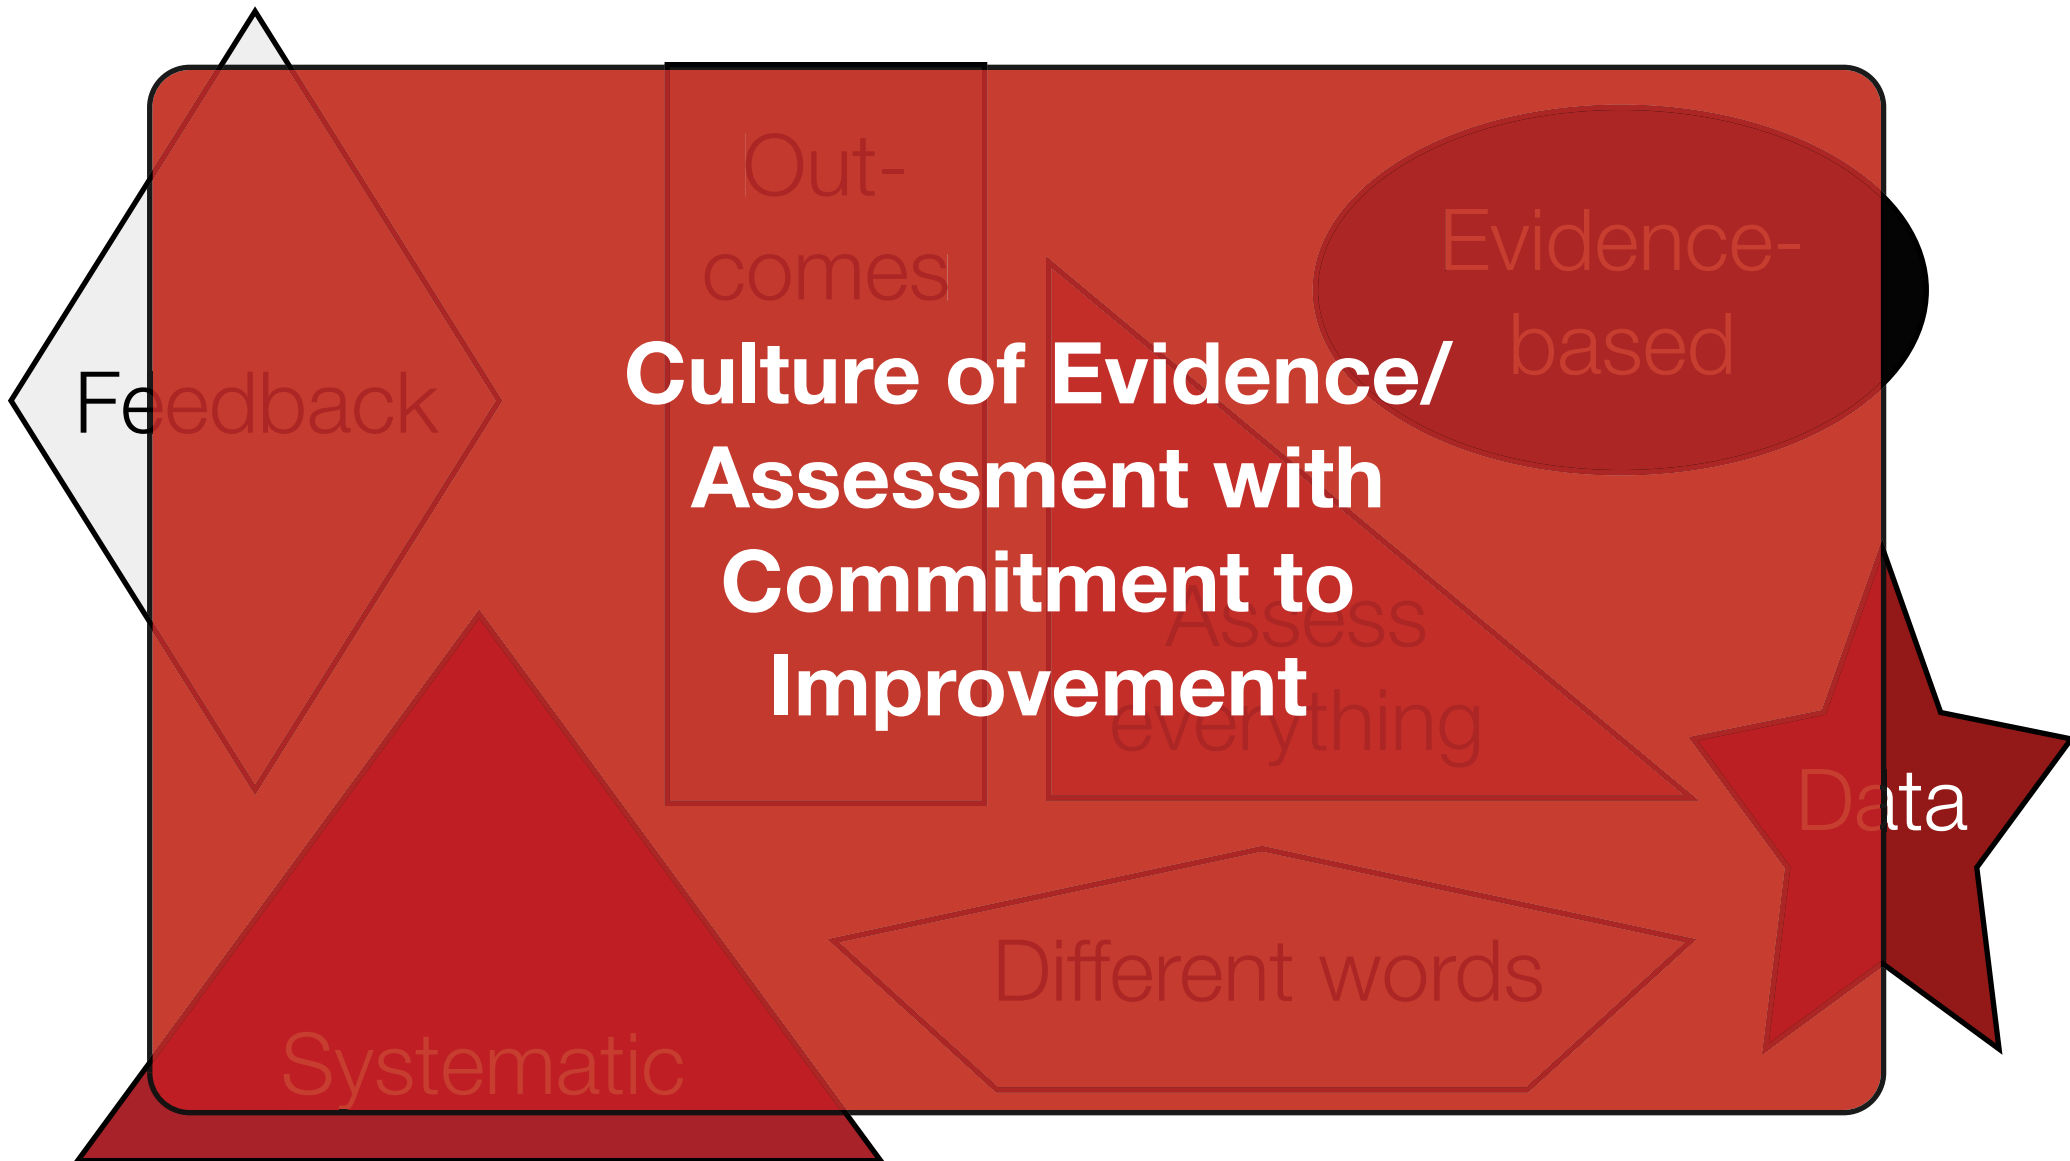 Out-
comes
Evidence-
based
Feedback
Culture of Evidence/
Assessment with
Commitment to
Improvement
Assess
everything
Data
Different words
Systematic